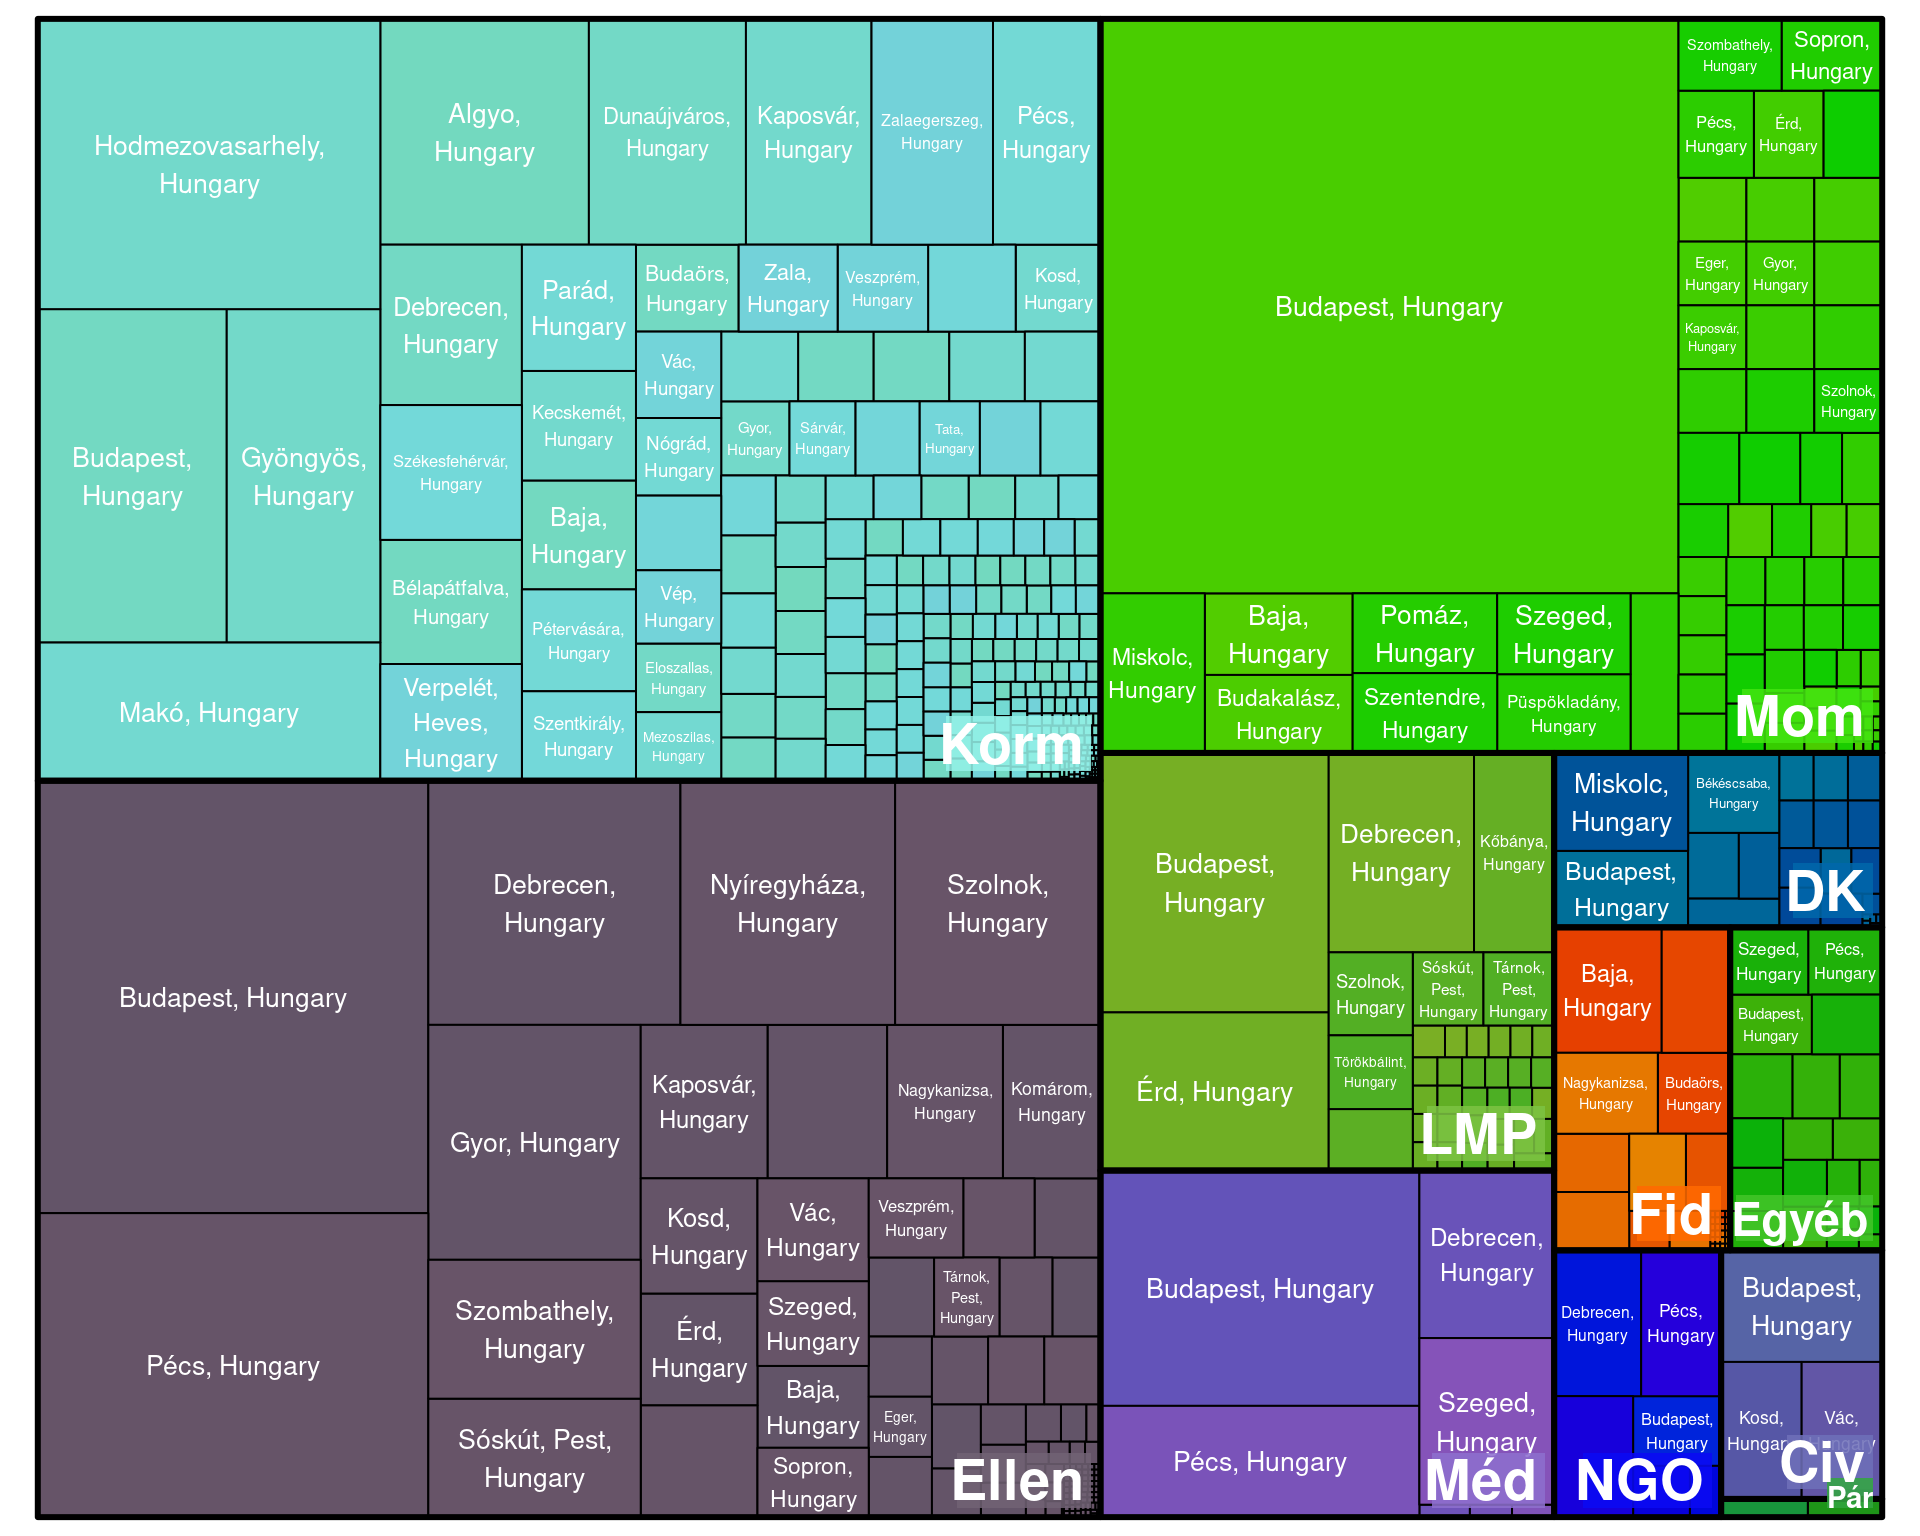 Hodmezovasarhely,
Hungary
Algyo,
Hungary
Dunaújváros,
Hungary
Kaposvár,
Hungary
Zalaegerszeg,
Hungary
Pécs,
Hungary
Budapest,
Hungary
Gyöngyös,
Hungary
Makó, Hungary
Debrecen,
Hungary
Székesfehérvár,
Hungary
Bélapátfalva,
Hungary
Verpelét,
Heves,
Hungary
Parád,
Hungary
Kecskemét,
Hungary
Baja,
Hungary
Pétervására,
Hungary
Szentkirály,
Hungary
Budaörs,
Hungary
Zala,
Hungary
Veszprém,
Hungary
Kosd,
Hungary
Vác,
Hungary
Nógrád,
Hungary
Vép,
Hungary
Eloszallas,
Hungary
Mezoszilas,
Hungary
Gyor,
Hungary
Sárvár,
Hungary
Tata,
Hungary
Korm
Budapest, Hungary
Szombathely,
Hungary
Sopron,
Hungary
Pécs,
Hungary
Érd,
Hungary
Eger,
Hungary
Gyor,
Hungary
Kaposvár,
Hungary
Szolnok,
Hungary
Miskolc,
Hungary
Baja,
Hungary
Budakalász,
Hungary
Pomáz,
Hungary
Szentendre,
Hungary
Szeged,
Hungary
Püspökladány,
Hungary
Mom
Budapest, Hungary
Pécs, Hungary
Debrecen,
Hungary
Nyíregyháza,
Hungary
Szolnok,
Hungary
Gyor, Hungary
Szombathely,
Hungary
Sóskút, Pest,
Hungary
Kaposvár,
Hungary
Nagykanizsa,
Hungary
Komárom,
Hungary
Kosd,
Hungary
Érd,
Hungary
Vác,
Hungary
Szeged,
Hungary
Baja,
Hungary
Sopron,
Hungary
Veszprém,
Hungary
Tárnok,
Pest,
Hungary
Eger,
Hungary
Ellen
Budapest,
Hungary
Érd, Hungary
Debrecen,
Hungary
Kőbánya,
Hungary
Szolnok,
Hungary
Sóskút,
Pest,
Hungary
Tárnok,
Pest,
Hungary
Törökbálint,
Hungary
LMP
Miskolc,
Hungary
Budapest,
Hungary
Békéscsaba,
Hungary
DK
Baja,
Hungary
Nagykanizsa,
Hungary
Budaörs,
Hungary
Fid
Szeged,
Hungary
Pécs,
Hungary
Budapest,
Hungary
Egyéb
Budapest, Hungary
Pécs, Hungary
Debrecen,
Hungary
Szeged,
Hungary
Méd
Debrecen,
Hungary
Pécs,
Hungary
Budapest,
Hungary
NGO
Budapest,
Hungary
Kosd,
Hungary
Vác,
Hungary
Civ
Pár